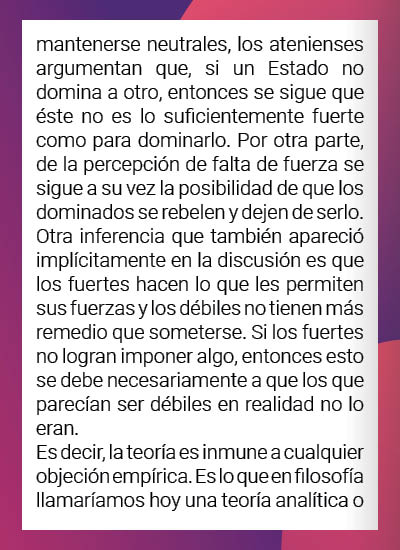 mantenerse neutrales, los atenienses
argumentan que, si un Estado no
domina a otro, entonces se sigue que
éste no es lo suficientemente fuerte
como para dominarlo. Por otra parte,
de la percepción de falta de fuerza se
sigue a su vez la posibilidad de que los
dominados se rebelen y dejen de serlo.
Otra inferencia que también apareció
implícitamente en la discusión es que
los fuertes hacen lo que les permiten
sus fuerzas y los débiles no tienen más
remedio que someterse. Si los fuertes
no logran imponer algo, entonces esto
se debe necesariamente a que los que
parecían ser débiles en realidad no lo
eran.
Es decir, la teoría es inmune a cualquier
objeción empírica. Es lo que en filosofía
llamaríamos hoy una teoría analítica o